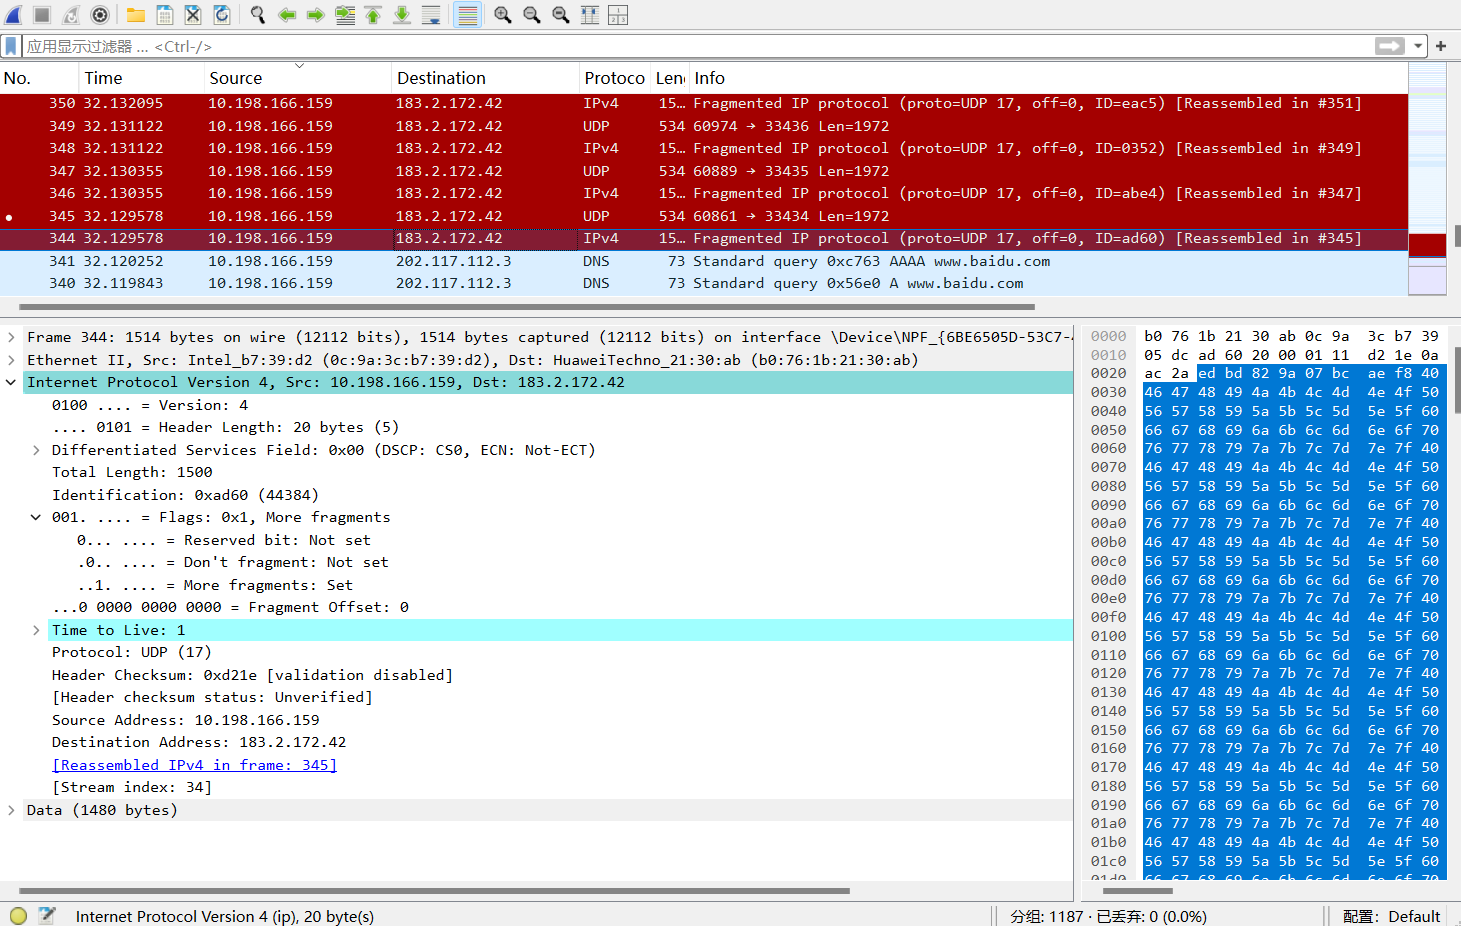 应用显示过滤器 … <Ctrl-/>
No. Time Source Destination Protoco Len Info
350 32.132095 10.198.166.159 183.2.172.42 IPv4 15… Fragmented IP protocol (proto=UDP 17, off=0, ID=eac5) [Reassembled in #351]
349 32.131122 10.198.166.159 183.2.172.42 UDP 534 60974 → 33436 Len=1972
348 32.131122 10.198.166.159 183.2.172.42 IPv4 15… Fragmented IP protocol (proto=UDP 17, off=0, ID=0352) [Reassembled in #349]
347 32.130355 10.198.166.159 183.2.172.42 UDP 534 60889 → 33435 Len=1972
346 32.130355 10.198.166.159 183.2.172.42 IPv4 15… Fragmented IP protocol (proto=UDP 17, off=0, ID=abe4) [Reassembled in #347]
345 32.129578 10.198.166.159 183.2.172.42 UDP 534 60861 → 33434 Len=1972
344 32.129578 10.198.166.159 183.2.172.42 IPv4 15… Fragmented IP protocol (proto=UDP 17, off=0, ID=ad60) [Reassembled in #345]
341 32.120252 10.198.166.159 202.117.112.3 DNS 73 Standard query 0xc763 AAAA www.baidu.com
340 32.119843 10.198.166.159 202.117.112.3 DNS 73 Standard query 0x56e0 A www.baidu.com
Frame 344: 1514 bytes on wire (12112 bits), 1514 bytes captured (12112 bits) on interface \Device\NPF_{6BE6505D-53C7-4
Ethernet II, Src: Intel_b7:39:d2 (0c:9a:3c:b7:39:d2), Dst: HuaweiTechno_21:30:ab (b0:76:1b:21:30:ab)
Internet Protocol Version 4, Src: 10.198.166.159, Dst: 183.2.172.42
0100 .... = Version: 4
.... 0101 = Header Length: 20 bytes (5)
Differentiated Services Field: 0x00 (DSCP: CS0, ECN: Not-ECT)
Total Length: 1500
Identification: 0xad60 (44384)
001. .... = Flags: 0x1, More fragments
0... .... = Reserved bit: Not set
.0.. .... = Don't fragment: Not set
..1. .... = More fragments: Set
...0 0000 0000 0000 = Fragment Offset: 0
Time to Live: 1
Protocol: UDP (17)
Header Checksum: 0xd21e [validation disabled]
[Header checksum status: Unverified]
Source Address: 10.198.166.159
Destination Address: 183.2.172.42
[Reassembled IPv4 in frame: 345]
[Stream index: 34]
Data (1480 bytes)
0000 b0 76 1b 21 30 ab 0c 9a 3c b7 39
0010 05 dc ad 60 20 00 01 11 d2 1e 0a
0020 ac 2a ed bd 82 9a 07 bc ae f8 40
0030 46 47 48 49 4a 4b 4c 4d 4e 4f 50
0040 56 57 58 59 5a 5b 5c 5d 5e 5f 60
0050 66 67 68 69 6a 6b 6c 6d 6e 6f 70
0060 76 77 78 79 7a 7b 7c 7d 7e 7f 40
0070 46 47 48 49 4a 4b 4c 4d 4e 4f 50
0080 56 57 58 59 5a 5b 5c 5d 5e 5f 60
0090 66 67 68 69 6a 6b 6c 6d 6e 6f 70
00a0 76 77 78 79 7a 7b 7c 7d 7e 7f 40
00b0 46 47 48 49 4a 4b 4c 4d 4e 4f 50
00c0 56 57 58 59 5a 5b 5c 5d 5e 5f 60
00d0 66 67 68 69 6a 6b 6c 6d 6e 6f 70
00e0 76 77 78 79 7a 7b 7c 7d 7e 7f 40
00f0 46 47 48 49 4a 4b 4c 4d 4e 4f 50
0100 56 57 58 59 5a 5b 5c 5d 5e 5f 60
0110 66 67 68 69 6a 6b 6c 6d 6e 6f 70
0120 76 77 78 79 7a 7b 7c 7d 7e 7f 40
0130 46 47 48 49 4a 4b 4c 4d 4e 4f 50
0140 56 57 58 59 5a 5b 5c 5d 5e 5f 60
0150 66 67 68 69 6a 6b 6c 6d 6e 6f 70
0160 76 77 78 79 7a 7b 7c 7d 7e 7f 40
0170 46 47 48 49 4a 4b 4c 4d 4e 4f 50
0180 56 57 58 59 5a 5b 5c 5d 5e 5f 60
0190 66 67 68 69 6a 6b 6c 6d 6e 6f 70
01a0 76 77 78 79 7a 7b 7c 7d 7e 7f 40
01b0 46 47 48 49 4a 4b 4c 4d 4e 4f 50
01c0 56 57 58 59 5a 5b 5c 5d 5e 5f 60
01d0 66 67 68 69 6a 6b 6c 6d 6e 6f 70
Internet Protocol Version 4 (ip), 20 byte(s) 分组: 1187 · 已丢弃: 0 (0.0%) 配置: Default